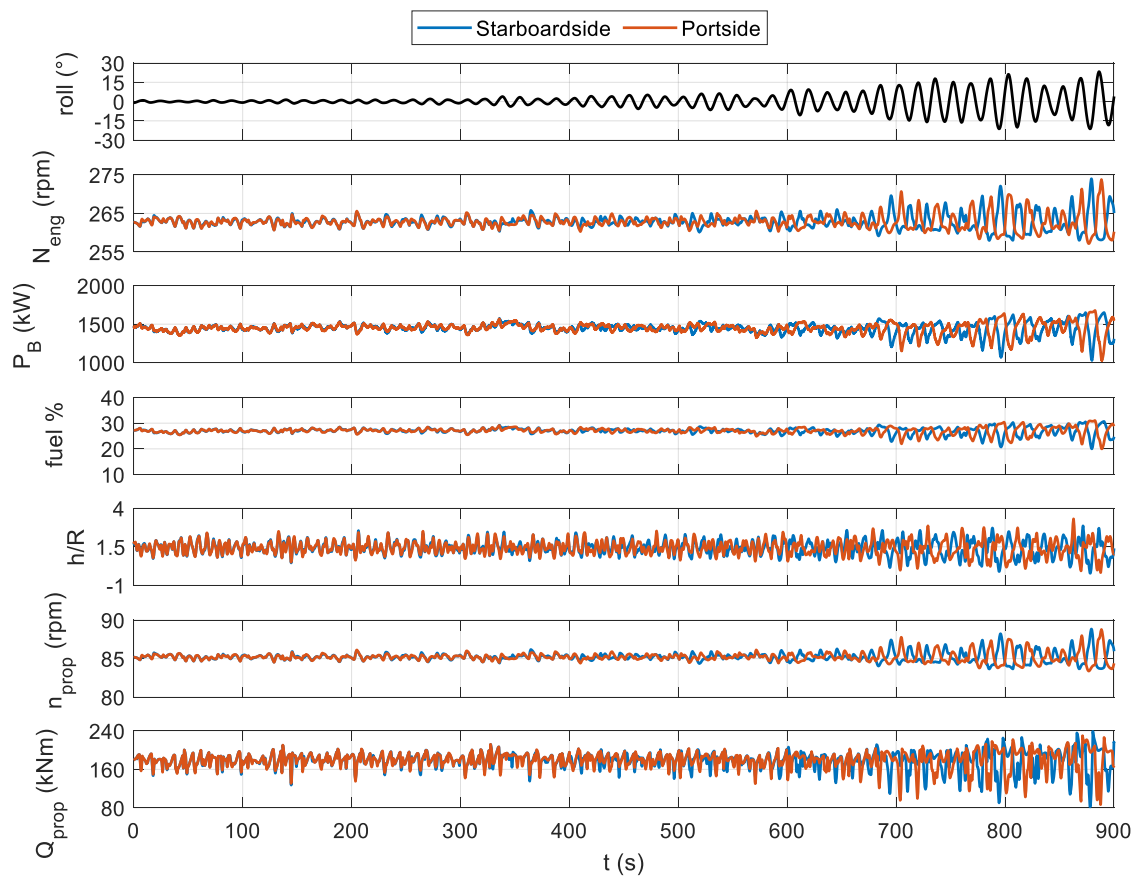 Starboardside Portside
roll (°)
30
15
0
-15
-30
N_eng (rpm)
275
265
255
P_B (kW)
2000
1500
1000
fuel %
40
30
20
10
h/R
4
1.5
-1
n_prop (rpm)
90
85
80
Q_prop (kNm)
240
160
80
0 100 200 300 400 500 600 700 800 900
t (s)